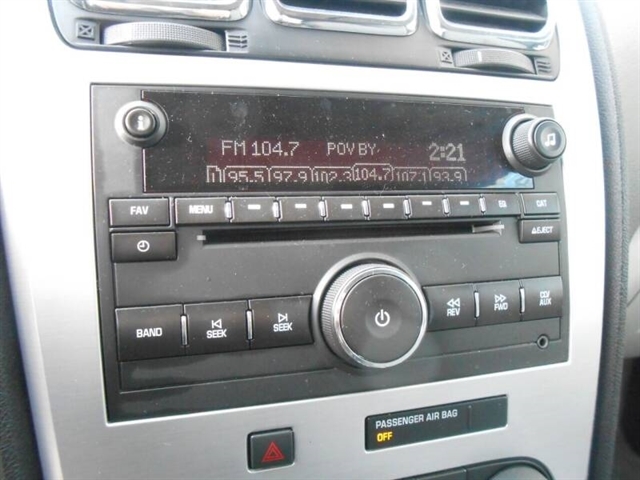 FM 104.7 POV BY 2:21
1 95.5 97.9 102.3 104.7 107.1 93.9
FAV MENU EQ CAT
EJECT
BAND SEEK SEEK REV FWD CD/ AUX
PASSENGER AIR BAG
OFF